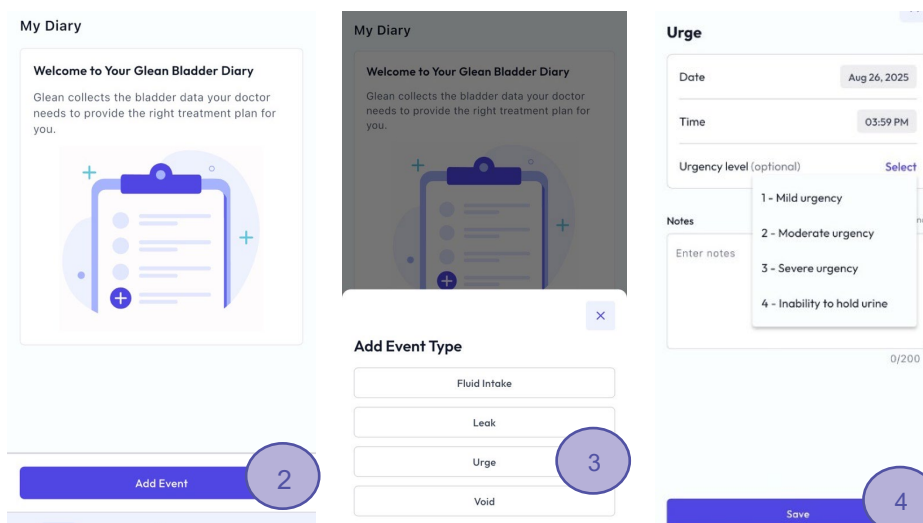 My Diary
Welcome to Your Glean Bladder Diary
Glean collects the bladder data your doctor
needs to provide the right treatment plan for
you.
Add Event
2
My Diary
Welcome to Your Glean Bladder Diary
Glean collects the bladder data your doctor
needs to provide the right treatment plan for
you.
Add Event Type
Fluid Intake
Leak
Urge
Void
3
Urge
Date Aug 26, 2025
Time 03:59 PM
Urgency level (optional) Select
1 - Mild urgency
2 - Moderate urgency
3 - Severe urgency
4 - Inability to hold urine
Notes
Enter notes
0/200
Save
4